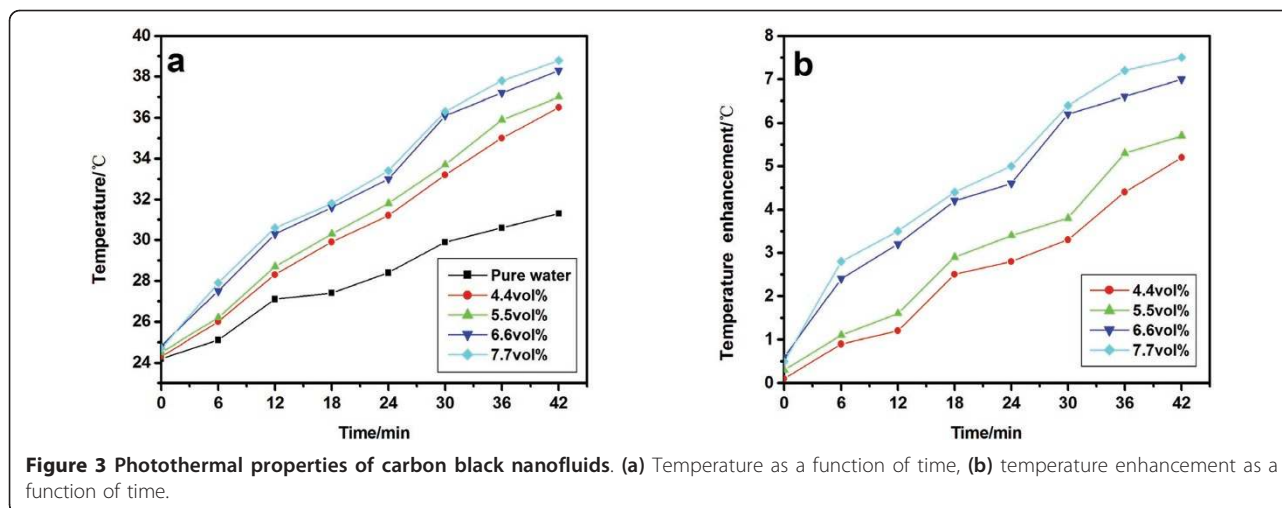 a
40
38
36
34
32
30
28
26
24
Temperature/℃
0 6 12 18 24 30 36 42
Time/min
Pure water
4.4vol%
5.5vol%
6.6vol%
7.7vol%
b
8
7
6
5
4
3
2
1
0
Temperature enhancement/℃
0 6 12 18 24 30 36 42
Time/min
4.4vol%
5.5vol%
6.6vol%
7.7vol%
Figure 3 Photothermal properties of carbon black nanofluids. (a) Temperature as a function of time, (b) temperature enhancement as a
function of time.